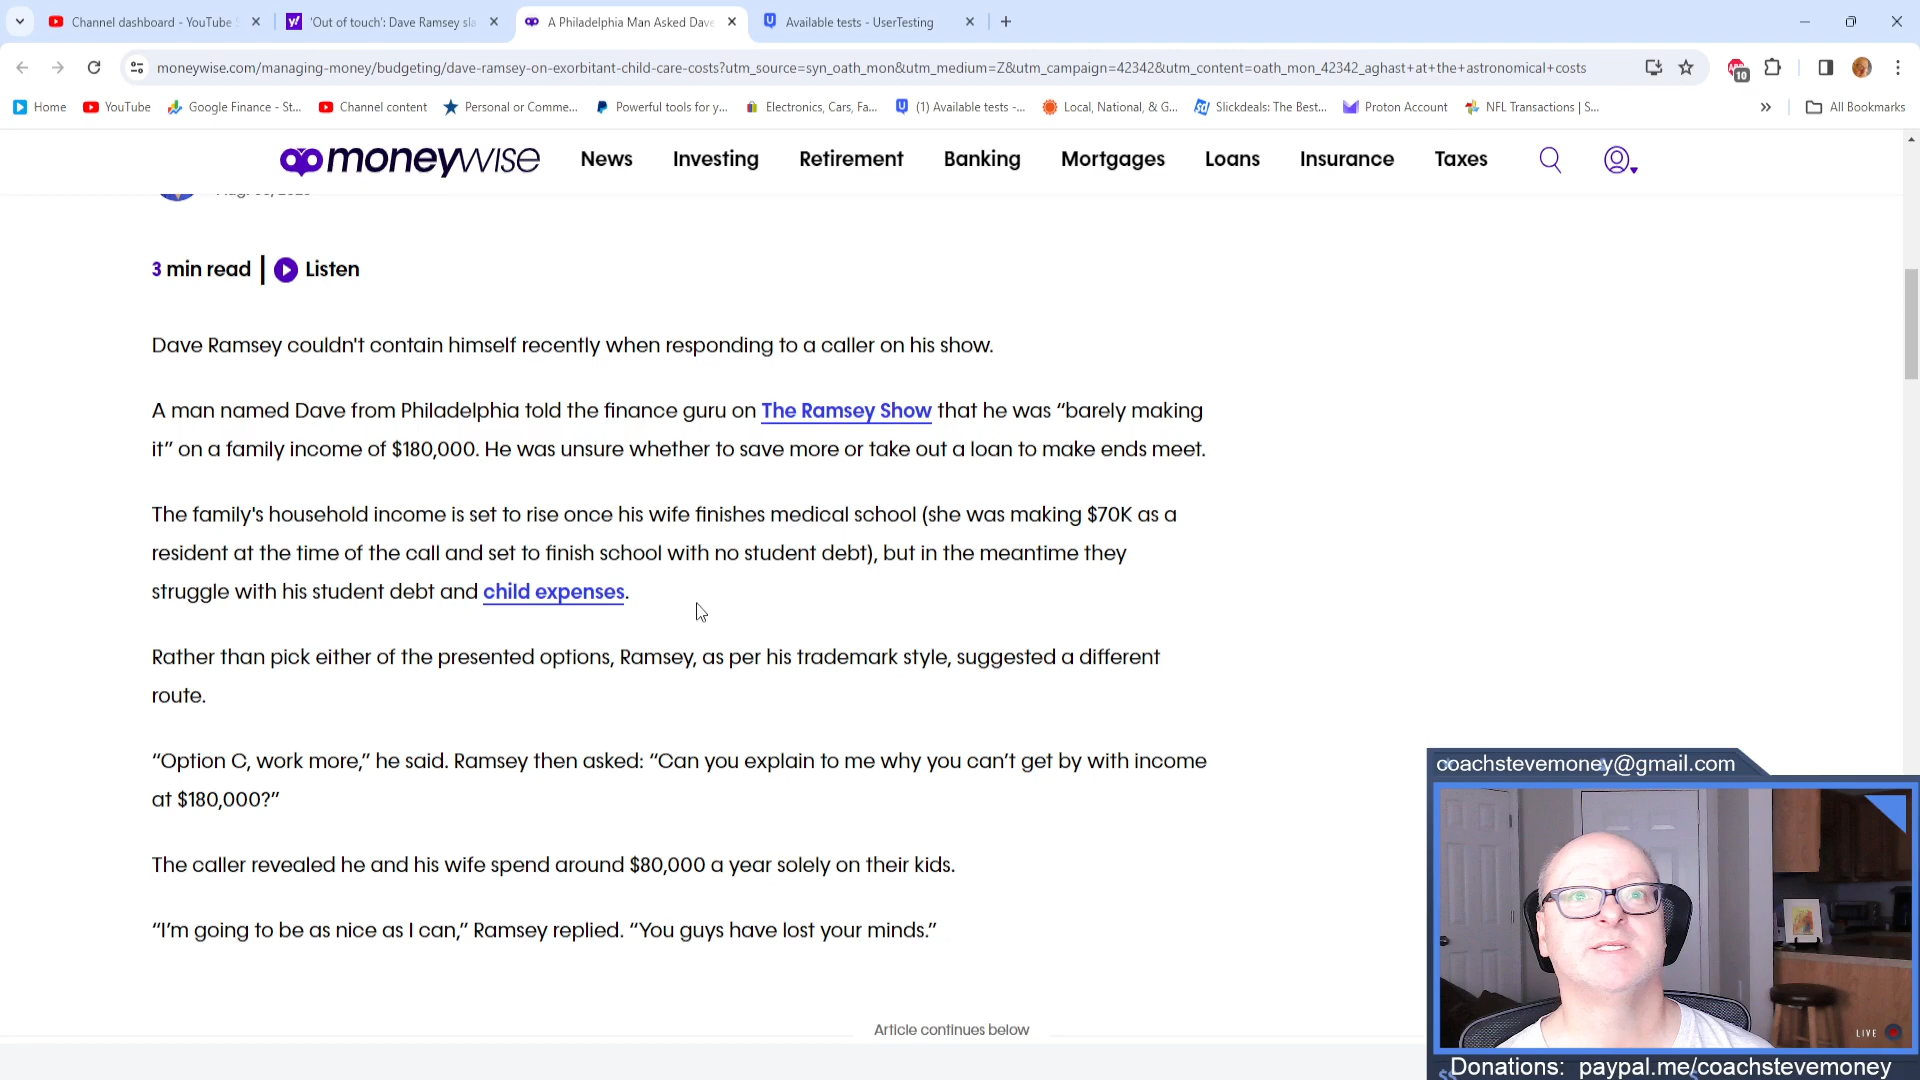 Channel dashboard - YouTube
'Out of touch': Dave Ramsey sla
A Philadelphia Man Asked Dave
Available tests - UserTesting
moneywise.com/managing-money/budgeting/dave-ramsey-on-exorbitant-child-care-costs?utm_source=syn_oath_mon&utm_medium=Z&utm_campaign=42342&utm_content=oath_mon_42342_aghast+at+the+astronomical+costs
10
Home
YouTube
Google Finance - St...
Channel content
Personal or Comme...
Powerful tools for y...
Electronics, Cars, Fa...
(1) Available tests -...
Local, National, & G...
Slickdeals: The Best...
Proton Account
NFL Transactions | S...
All Bookmarks
moneywise
News
Investing
Retirement
Banking
Mortgages
Loans
Insurance
Taxes
3 min read
Listen
Dave Ramsey couldn't contain himself recently when responding to a caller on his show.
A man named Dave from Philadelphia told the finance guru on The Ramsey Show that he was “barely making
it” on a family income of $180,000. He was unsure whether to save more or take out a loan to make ends meet.
The family's household income is set to rise once his wife finishes medical school (she was making $70K as a
resident at the time of the call and set to finish school with no student debt), but in the meantime they
struggle with his student debt and child expenses.
Rather than pick either of the presented options, Ramsey, as per his trademark style, suggested a different
route.
“Option C, work more,” he said. Ramsey then asked: “Can you explain to me why you can’t get by with income
at $180,000?”
The caller revealed he and his wife spend around $80,000 a year solely on their kids.
“I’m going to be as nice as I can,” Ramsey replied. “You guys have lost your minds.”
Article continues below
coachstevemoney@gmail.com
LIVE
Donations: paypal.me/coachstevemoney